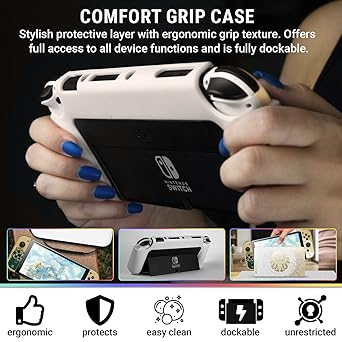 COMFORT GRIP CASE
Stylish protective layer with ergonomic grip texture. Offers
full access to all device functions and is fully dockable.
NINTENDO
SWITCH
SWITCH
ergonomic
protects
easy clean
dockable
unrestricted